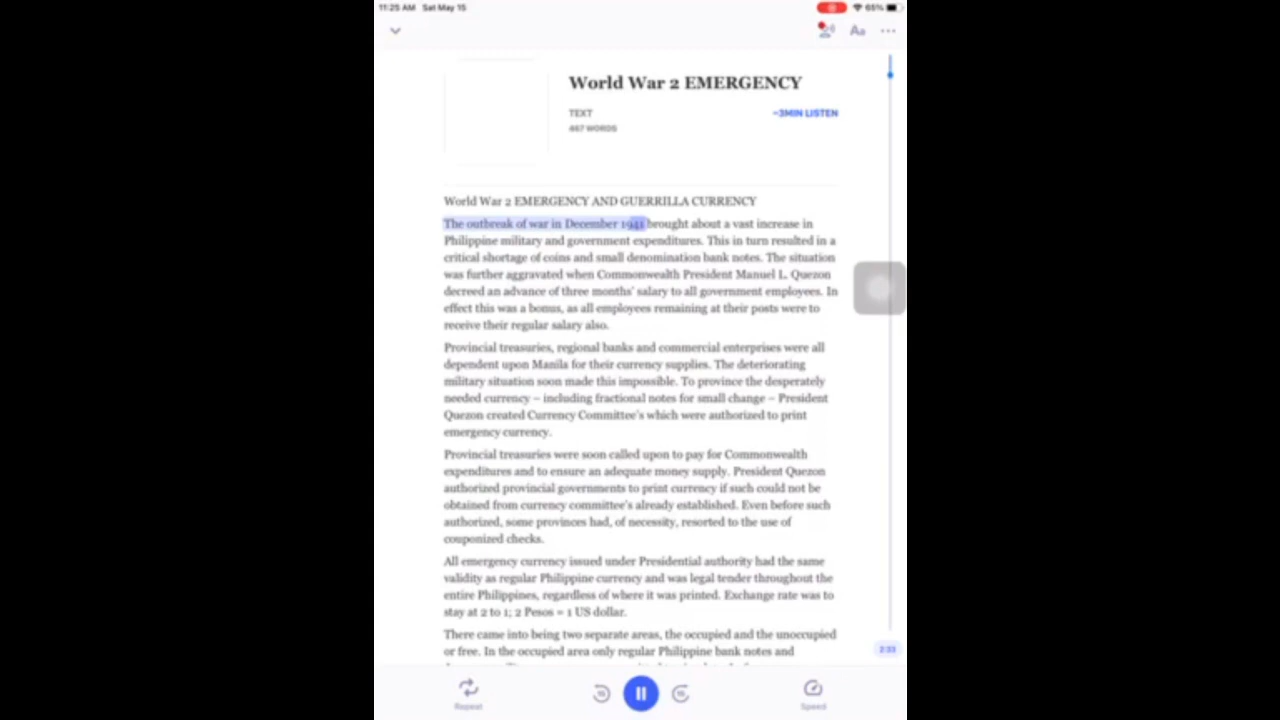 11:25 AM Sat May 15
65%
Aa
World War 2 EMERGENCY
TEXT
~3MIN LISTEN
467 WORDS
World War 2 EMERGENCY AND GUERRILLA CURRENCY
The outbreak of war in December 1941 brought about a vast increase in
Philippine military and government expenditures. This in turn resulted in a
critical shortage of coins and small denomination bank notes. The situation
was further aggravated when Commonwealth President Manuel L. Quezon
decreed an advance of three months' salary to all government employees. In
effect this was a bonus, as all employees remaining at their posts were to
receive their regular salary also.
Provincial treasuries, regional banks and commercial enterprises were all
dependent upon Manila for their currency supplies. The deteriorating
military situation soon made this impossible. To province the desperately
needed currency – including fractional notes for small change – President
Quezon created Currency Committee's which were authorized to print
emergency currency.
Provincial treasuries were soon called upon to pay for Commonwealth
expenditures and to ensure an adequate money supply. President Quezon
authorized provincial governments to print currency if such could not be
obtained from currency committee's already established. Even before such
authorized, some provinces had, of necessity, resorted to the use of
couponized checks.
All emergency currency issued under Presidential authority had the same
validity as regular Philippine currency and was legal tender throughout the
entire Philippines, regardless of where it was printed. Exchange rate was to
stay at 2 to 1; 2 Pesos = 1 US dollar.
There came into being two separate areas, the occupied and the unoccupied
or free. In the occupied area only regular Philippine bank notes and
2:33
Repeat
Speed